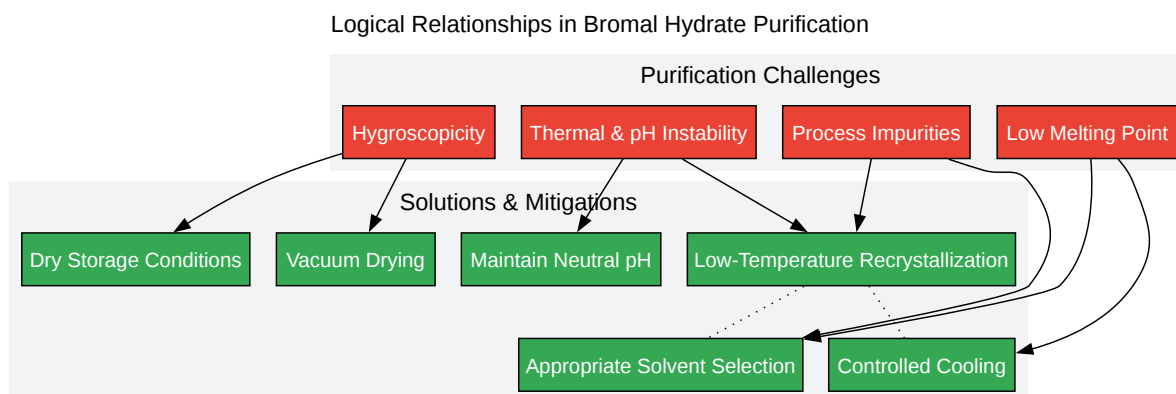 Logical Relationships in Bromal Hydrate Purification
Purification Challenges
Hygroscopicity
Thermal & pH Instability
Process Impurities
Low Melting Point
Solutions & Mitigations
Dry Storage Conditions
Vacuum Drying
Maintain Neutral pH
Low-Temperature Recrystallization
Appropriate Solvent Selection
Controlled Cooling